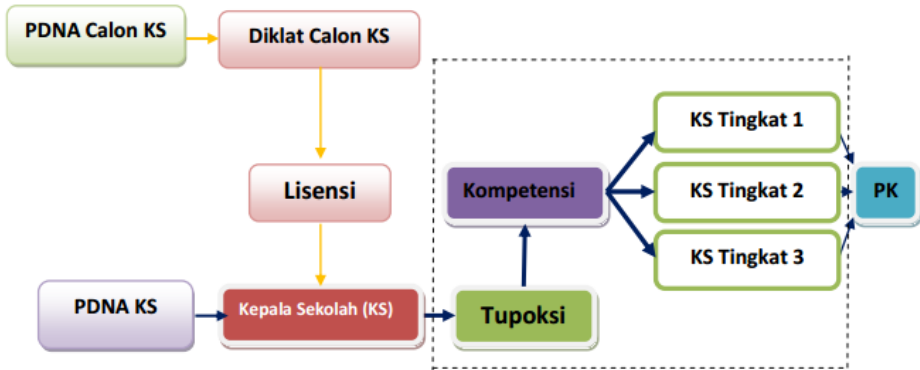 PDNA Calon KS
Diklat Calon KS
KS Tingkat 1
Lisensi
Kompetensi
KS Tingkat 2
PK
KS Tingkat 3
PDNA KS
Kepala Sekolah (KS)
Tupoksi